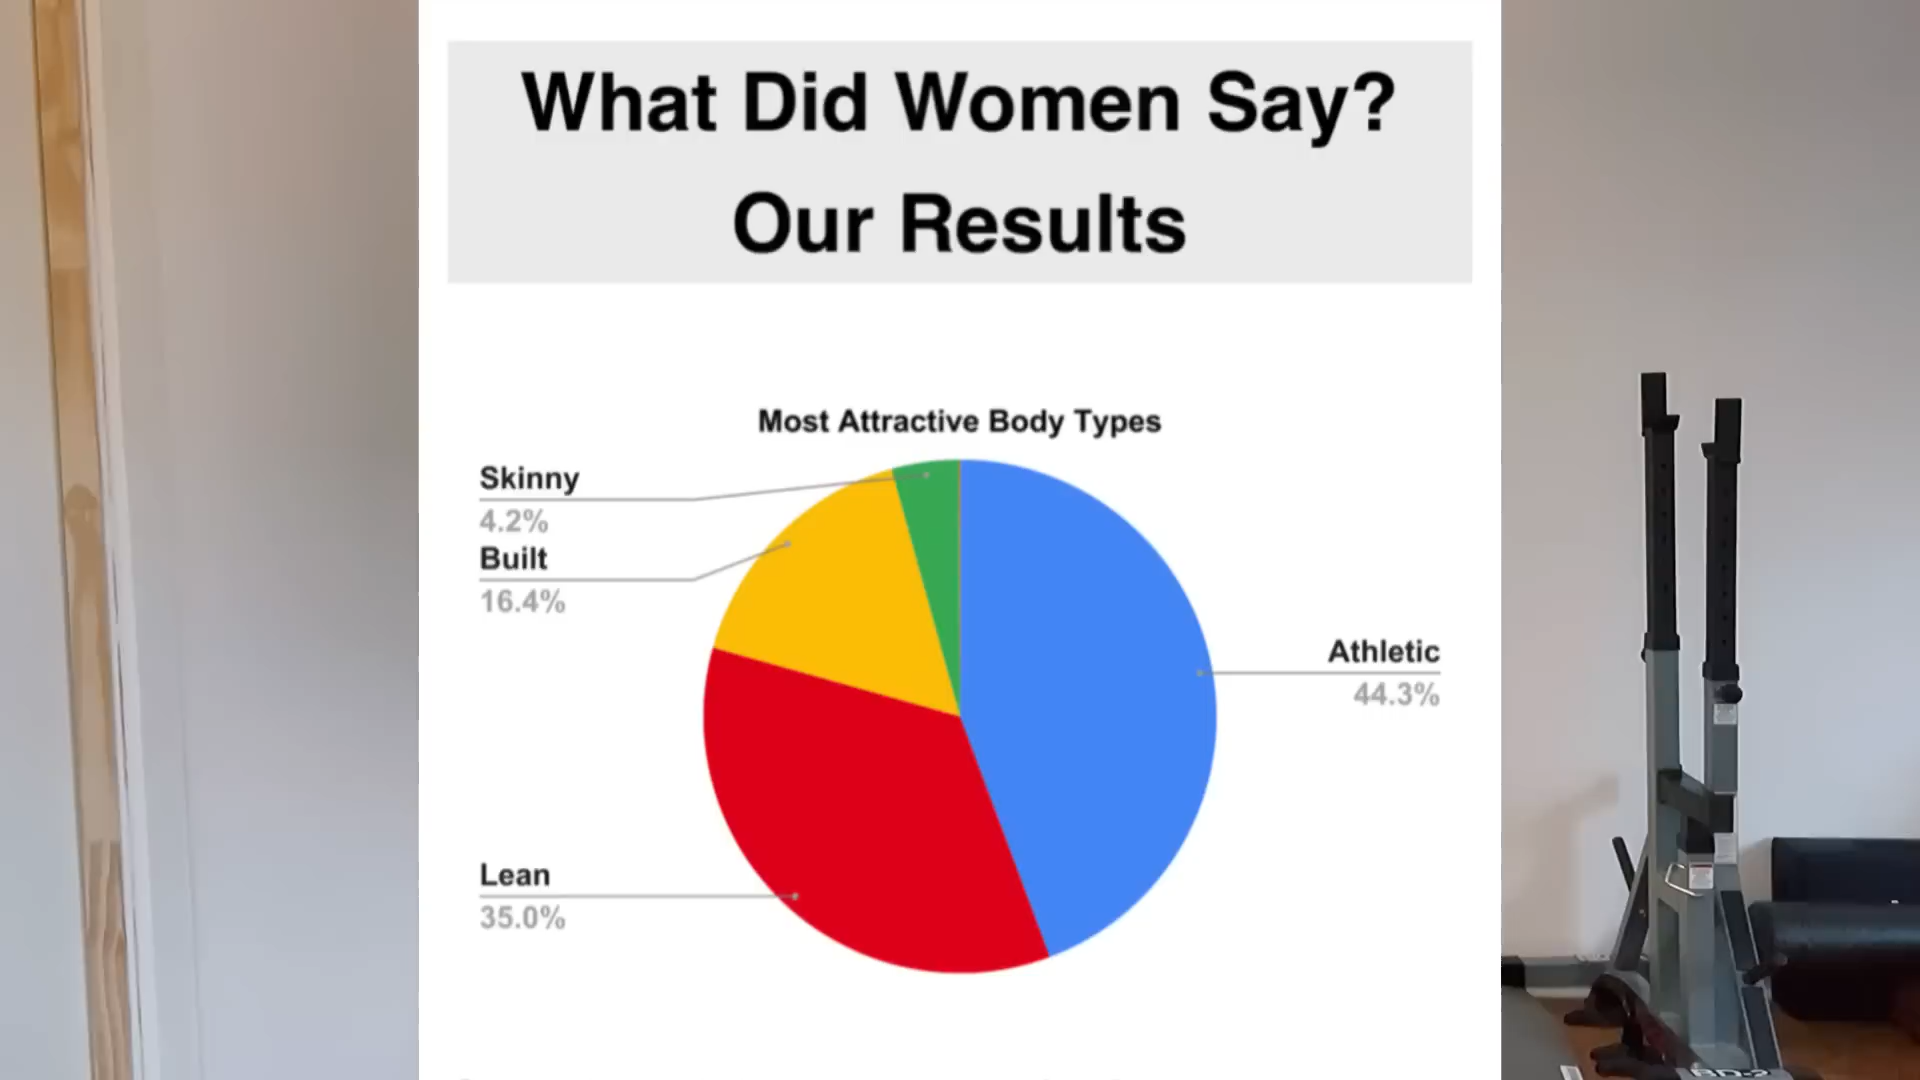 What Did Women Say?
Our Results
Most Attractive Body Types
Skinny
4.2%
Built
16.4%
Athletic
44.3%
Lean
35.0%